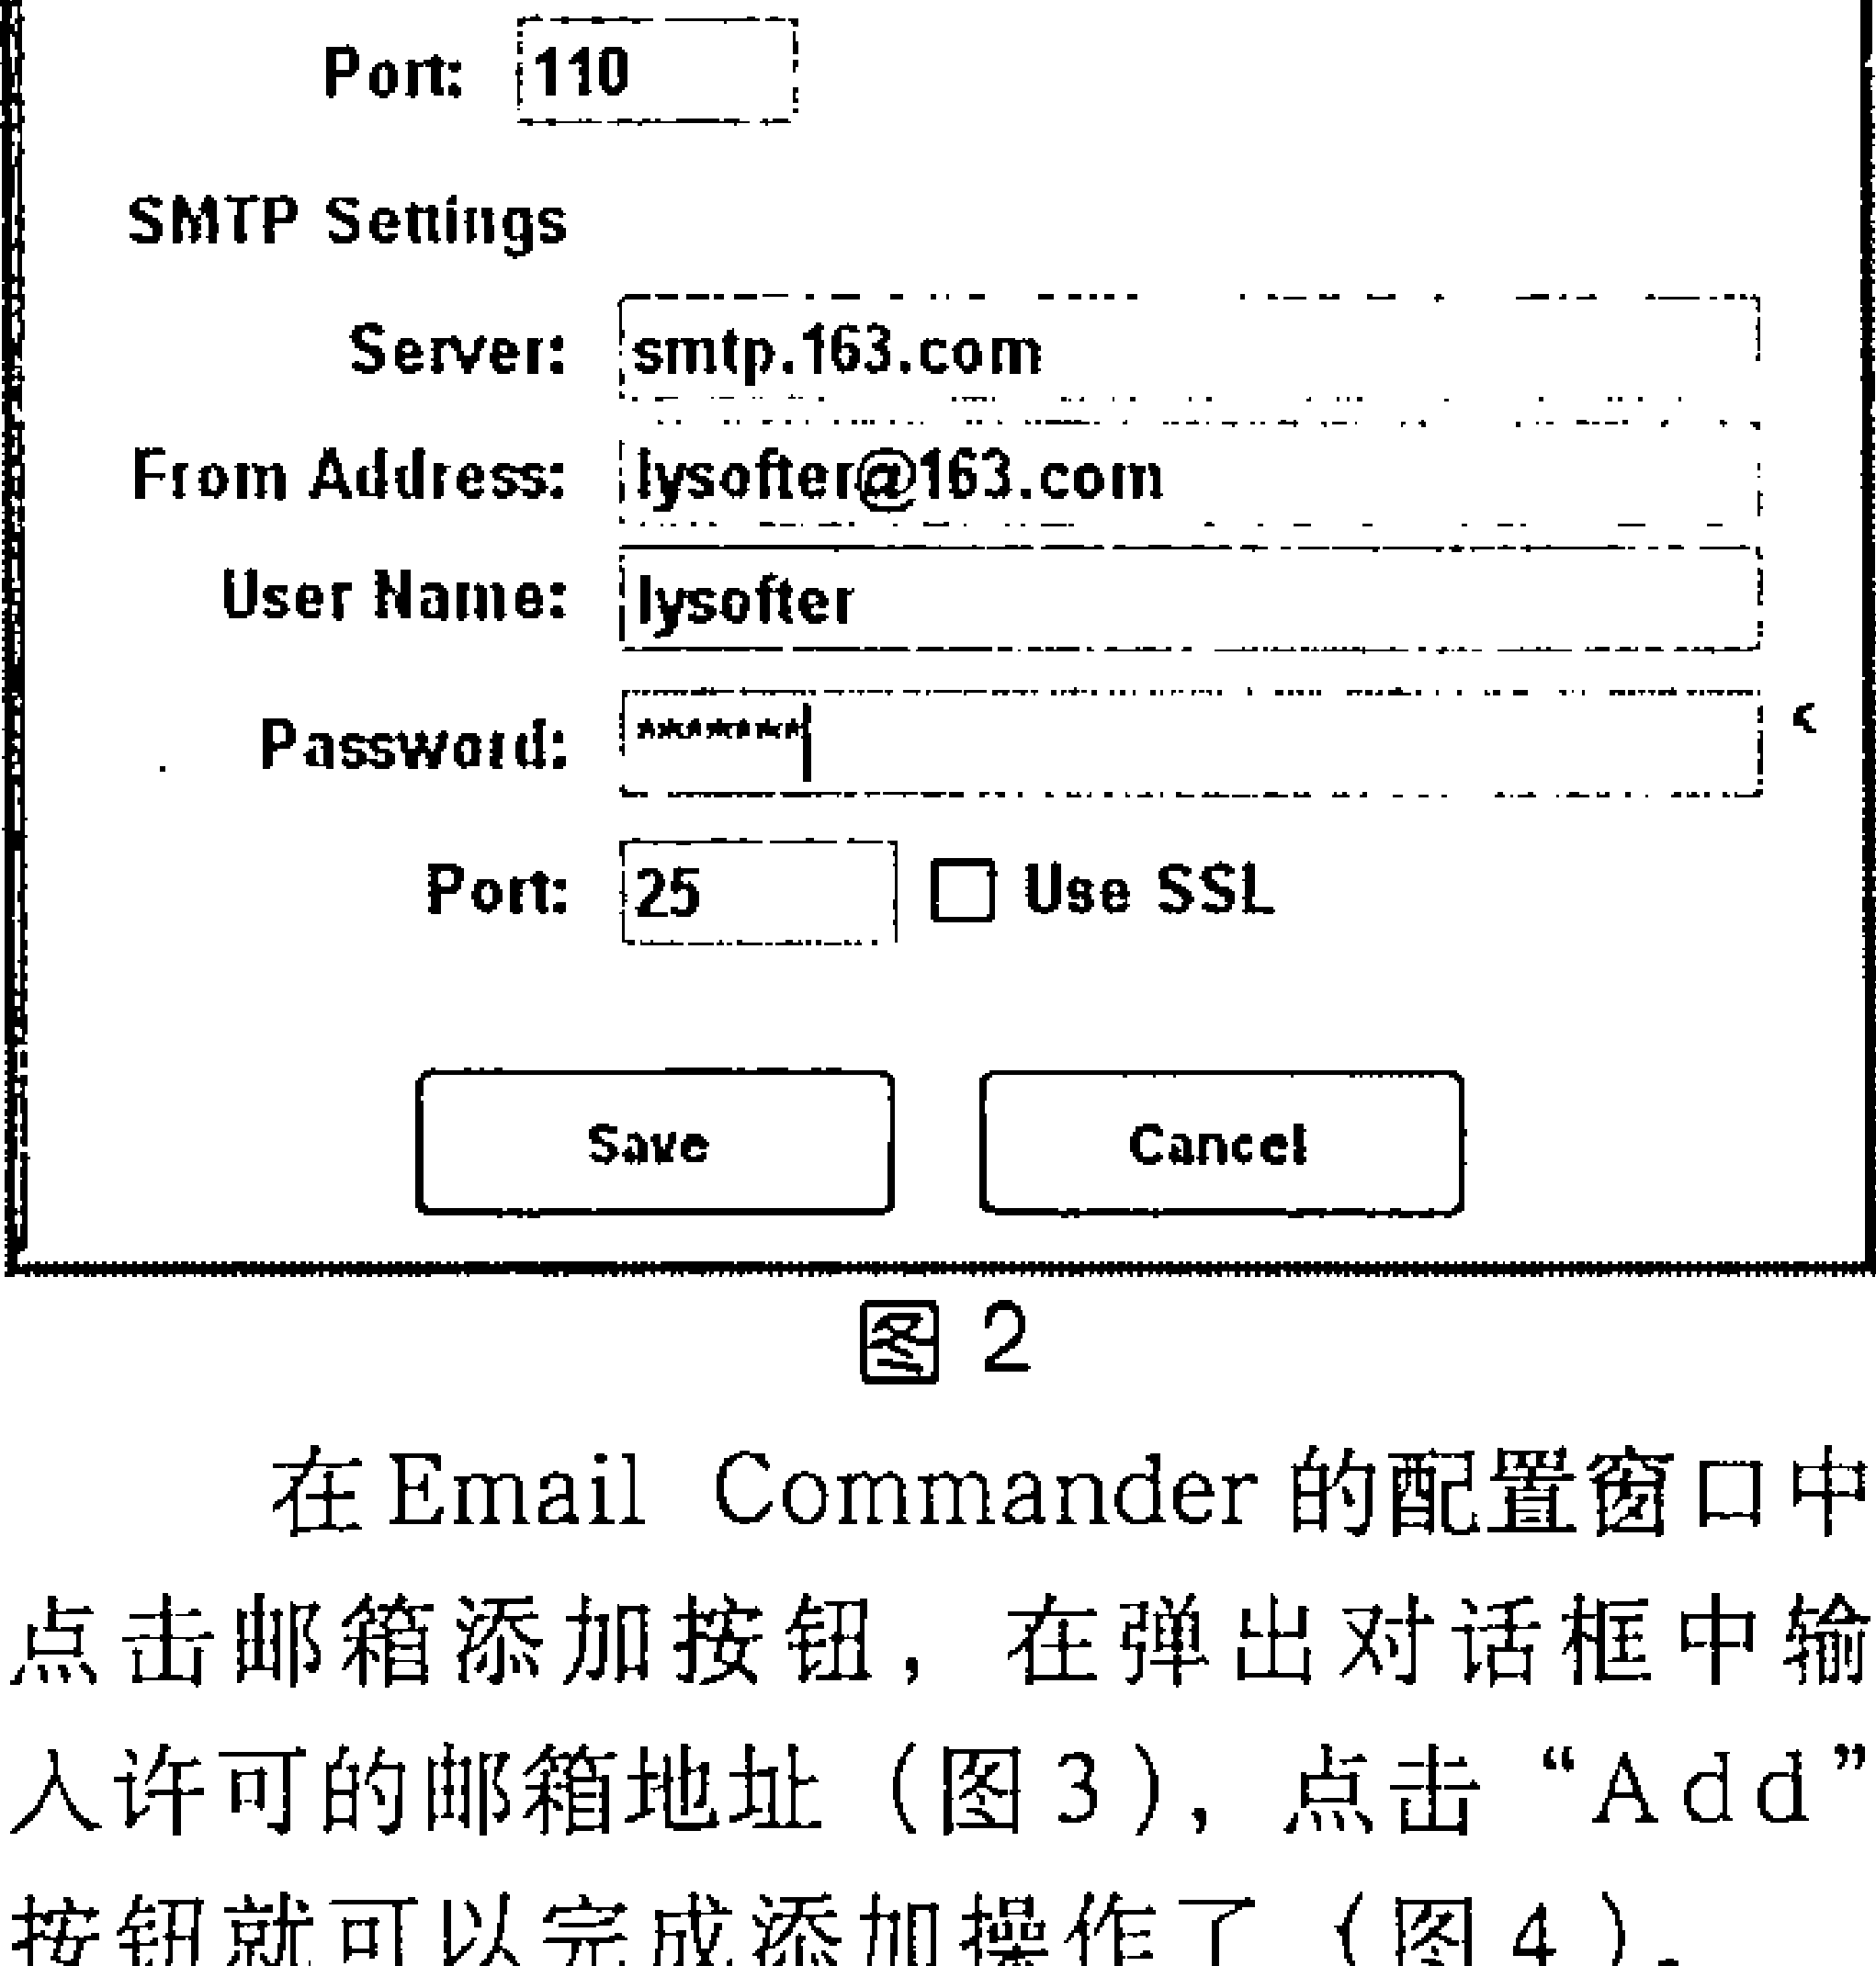 Port: 110
SMTP Settings
Server: smtp.163.com
From Address: lysofter@163.com
User Name: lysofter
Password: *******
Port: 25 Use SSL
Save Cancel
图 2
在 Email Commander 的配置窗口中
点击邮箱添加按钮，在弹出对话框中输
入许可的邮箱地址（图 3），点击“Add”
按钮就可以完成添加操作了（图 4）。